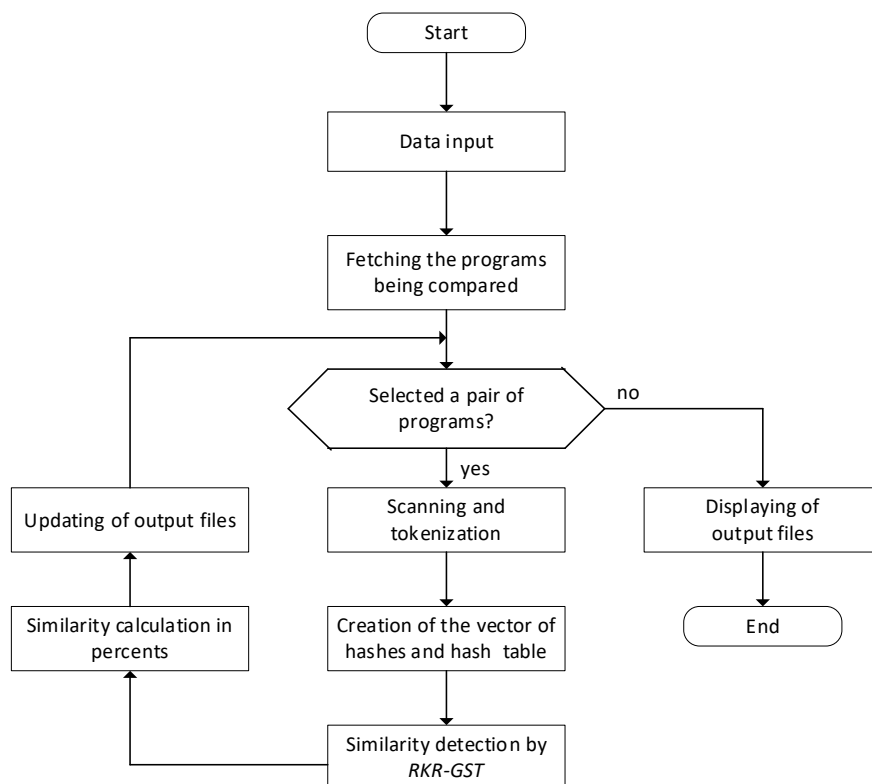 Start
Data input
Fetching the programs
being compared
Selected a pair of
programs?
no
yes
Updating of output files
Scanning and
tokenization
Displaying of
output files
Similarity calculation in
percents
Creation of the vector of
hashes and hash table
End
Similarity detection by
RKR-GST